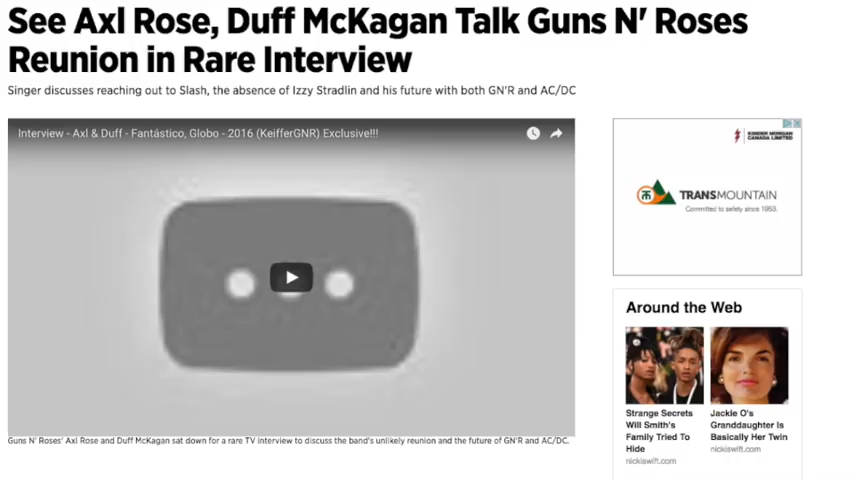 See Axl Rose, Duff McKagan Talk Guns N' Roses
Reunion in Rare Interview
Singer discusses reaching out to Slash, the absence of Izzy Stradlin and his future with both GN'R and AC/DC
Interview - Axl & Duff - Fantástico, Globo - 2016 (KeifferGNR) Exclusive!!!
Guns N' Roses' Axl Rose and Duff McKagan sat down for a rare TV interview to discuss the band's unlikely reunion and the future of GN'R and AC/DC.
KINDER MORGAN
CANADA LIMITED
TRANSMOUNTAIN
Committed to safety since 1953.
Around the Web
Strange Secrets
Will Smith's
Family Tried To
Hide
nickiswift.com
Jackie O's
Granddaughter Is
Basically Her Twin
nickiswift.com